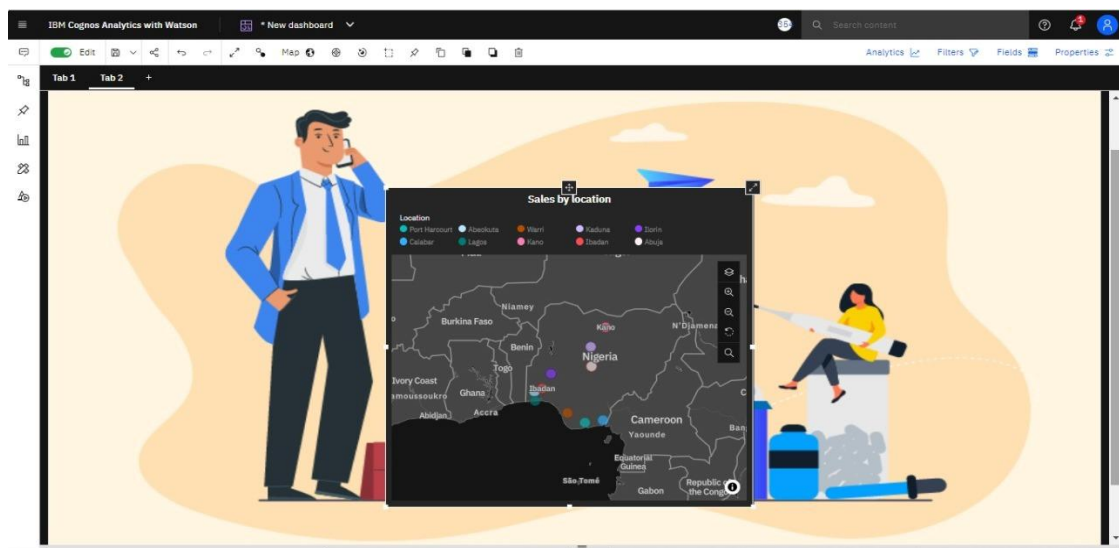 IBM Cognos Analytics with Watson
* New dashboard
Search content
1
Edit
Map
Analytics
Filters
Fields
Properties
Tab 1 Tab 2 +
Sales by location
Location
Port Harcourt Abeokuta Warri Kaduna Ilorin
Calabar Lagos Kano Ibadan Abuja
Niamey
Burkina Faso
Kano
N'Djamena
Benin
Nigeria
Togo
Ivory Coast
Ibadan
Ghana
amoussoukro
Abidjan
Accra
Cameroon
Ban
Yaounde
Equatorial
Guinea
São Tomé
Gabon
Republic
the Congo